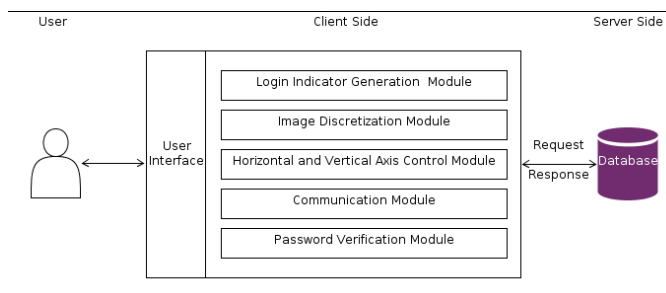 User
Client Side
Server Side
Login Indicator Generation Module
Image Discretization Module
User
Interface
Horizontal and Vertical Axis Control Module
Communication Module
Password Verification Module
Request
Response
Database